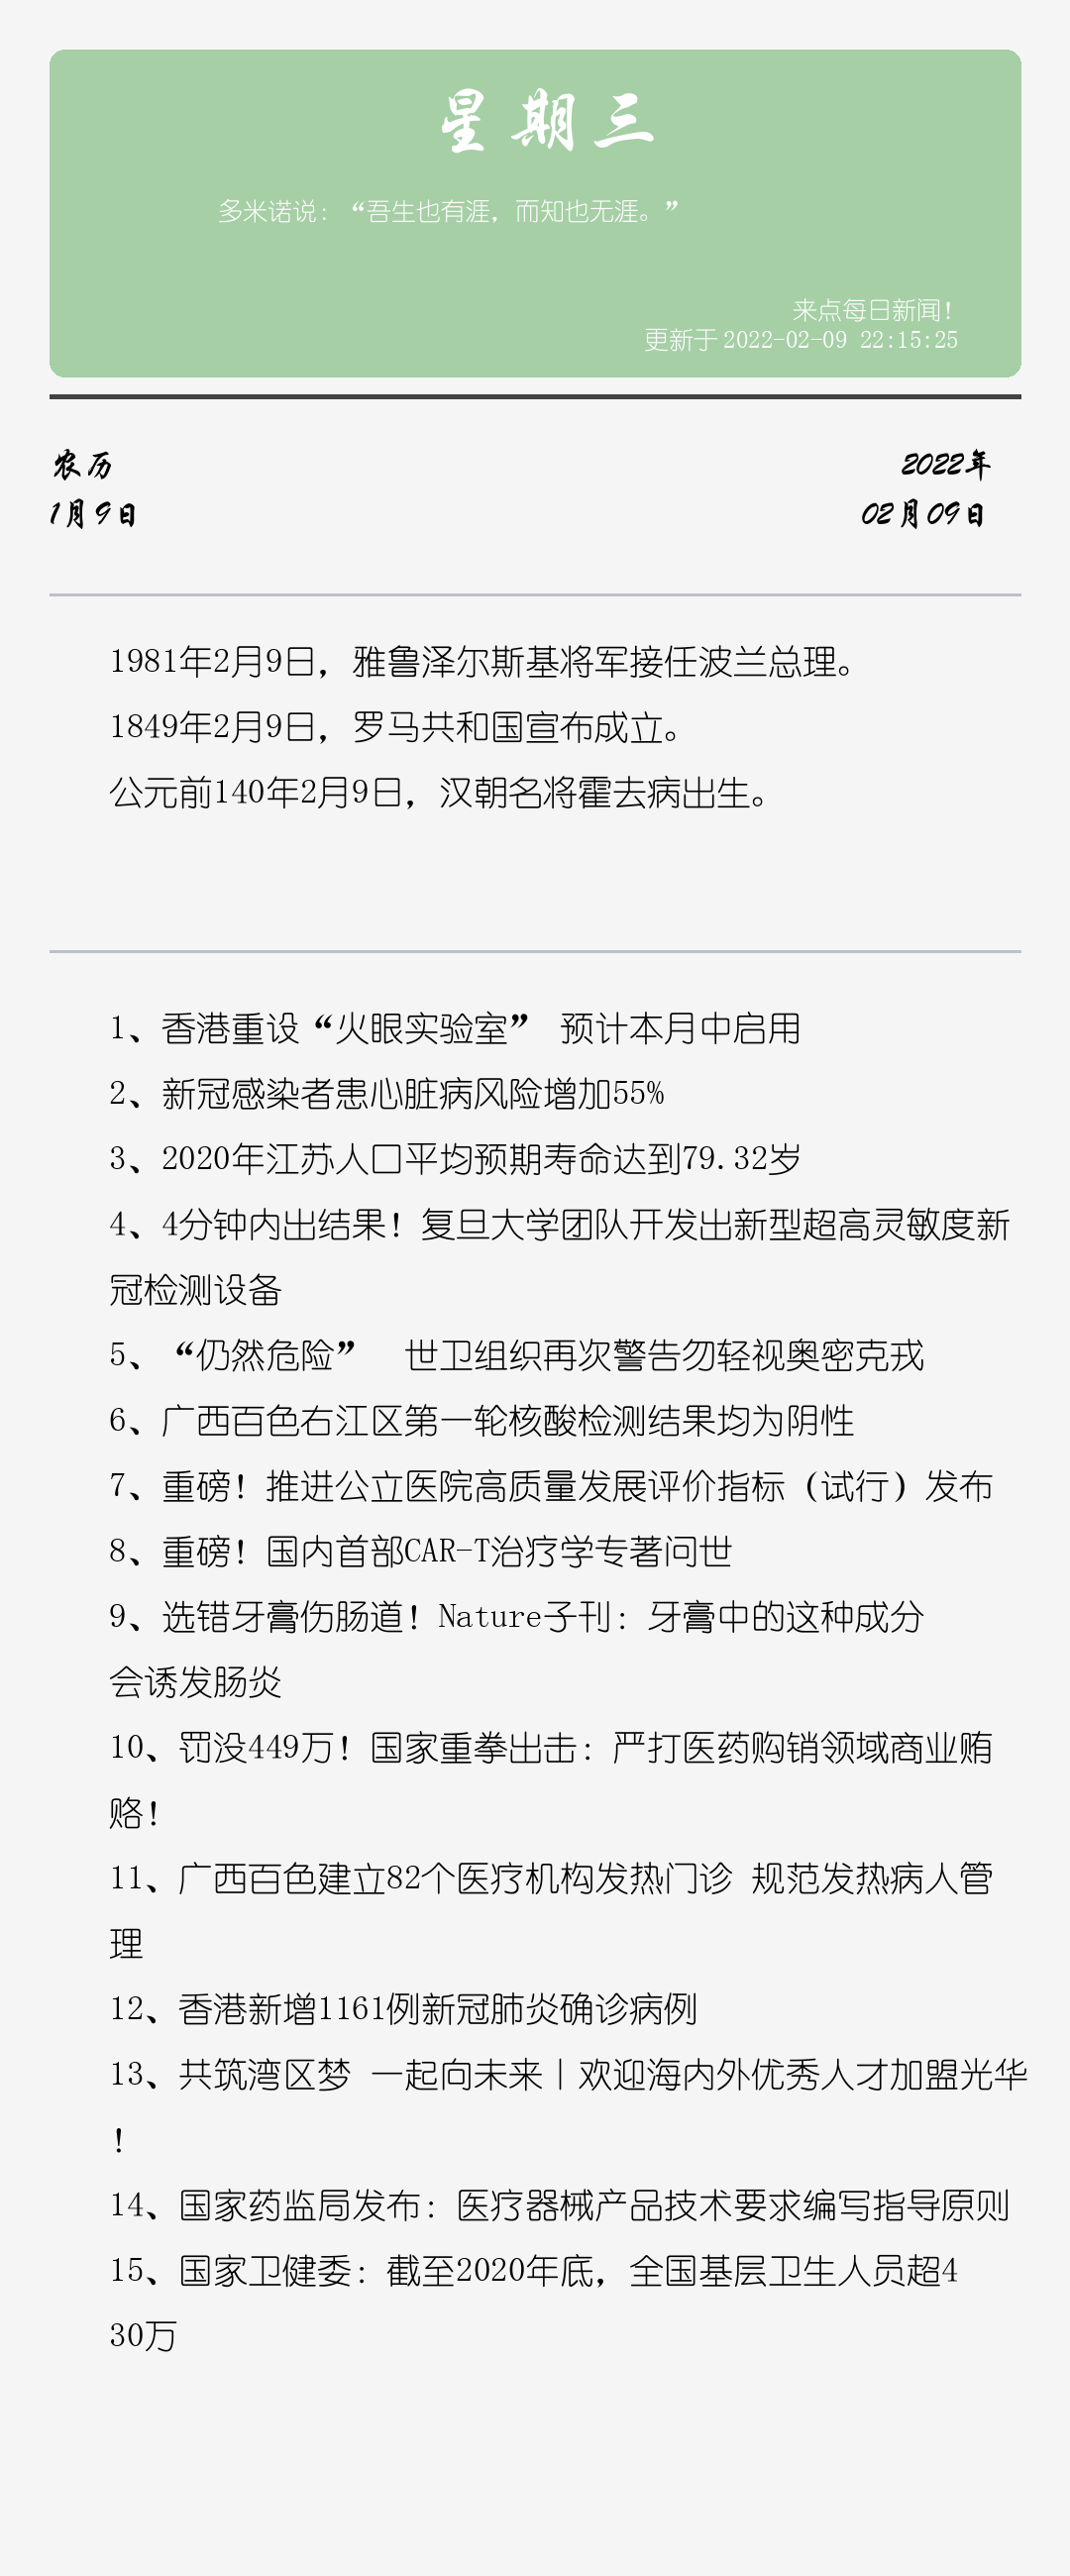 星期三
多米诺说：“吾生也有涯，而知也无涯。”
来点每日新闻！
更新于 2022-02-09 22:15:25
农历
2022年
1月9日
02月09日
1981年2月9日，雅鲁泽尔斯基将军接任波兰总理。
1849年2月9日，罗马共和国宣布成立。
公元前140年2月9日，汉朝名将霍去病出生。
1、香港重设“火眼实验室” 预计本月中启用
2、新冠感染者患心脏病风险增加55%
3、2020年江苏人口平均预期寿命达到79.32岁
4、4分钟内出结果！复旦大学团队开发出新型超高灵敏度新
冠检测设备
5、“仍然危险”  世卫组织再次警告勿轻视奥密克戎
6、广西百色右江区第一轮核酸检测结果均为阴性
7、重磅！推进公立医院高质量发展评价指标（试行）发布
8、重磅！国内首部CAR-T治疗学专著问世
9、选错牙膏伤肠道！Nature子刊：牙膏中的这种成分
会诱发肠炎
10、罚没449万！国家重拳出击：严打医药购销领域商业贿
赂！
11、广西百色建立82个医疗机构发热门诊 规范发热病人管
理
12、香港新增1161例新冠肺炎确诊病例
13、共筑湾区梦 一起向未来丨欢迎海内外优秀人才加盟光华
！
14、国家药监局发布：医疗器械产品技术要求编写指导原则
15、国家卫健委：截至2020年底，全国基层卫生人员超4
30万